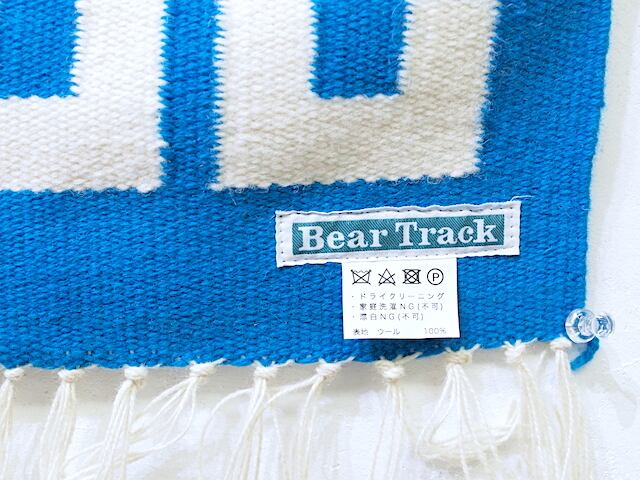 Bear Track
P
・ドライクリーニング
・家庭洗濯NG(不可)
・漂白NG(不可)
表地 ウール 100%